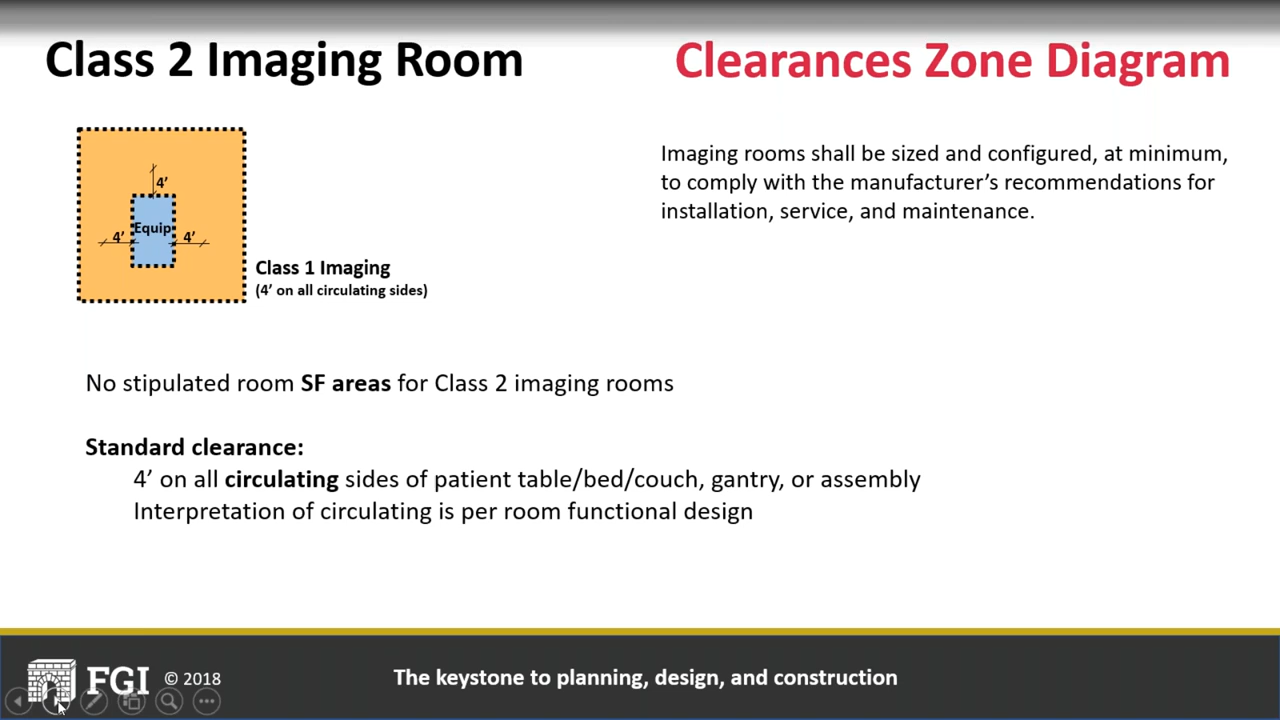 Class 2 Imaging Room
Clearances Zone Diagram
Imaging rooms shall be sized and configured, at minimum,
to comply with the manufacturer’s recommendations for
installation, service, and maintenance.
4’
Equip
4’
4’
Class 1 Imaging
(4’ on all circulating sides)
No stipulated room SF areas for Class 2 imaging rooms
Standard clearance:
4’ on all circulating sides of patient table/bed/couch, gantry, or assembly
Interpretation of circulating is per room functional design
FGI © 2018
The keystone to planning, design, and construction